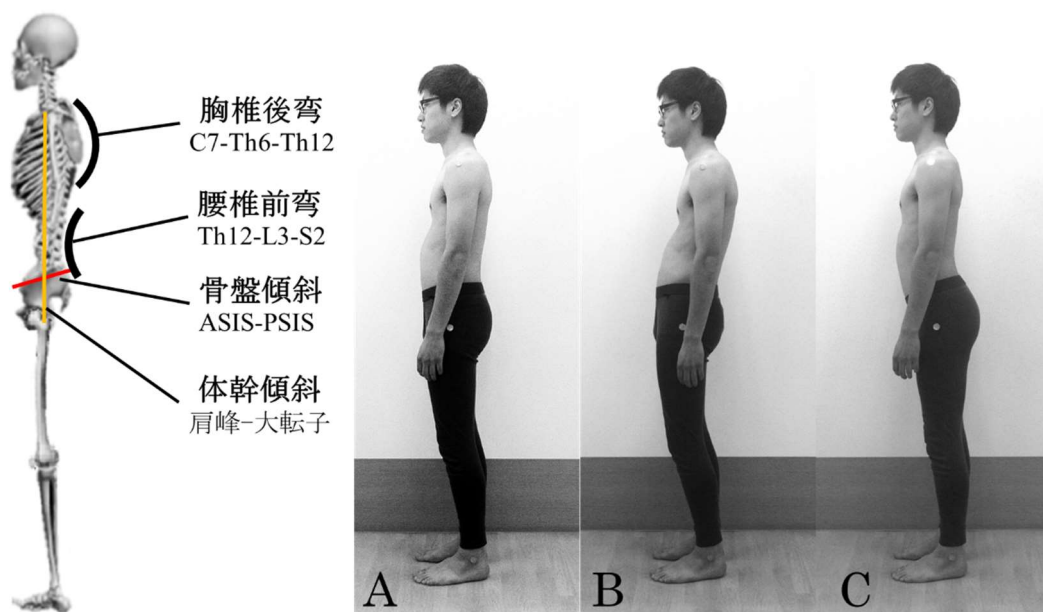 胸椎後弯
C7-Th6-Th12
腰椎前弯
Th12-L3-S2
骨盤傾斜
ASIS-PSIS
体幹傾斜
肩峰-大転子
A
B
C